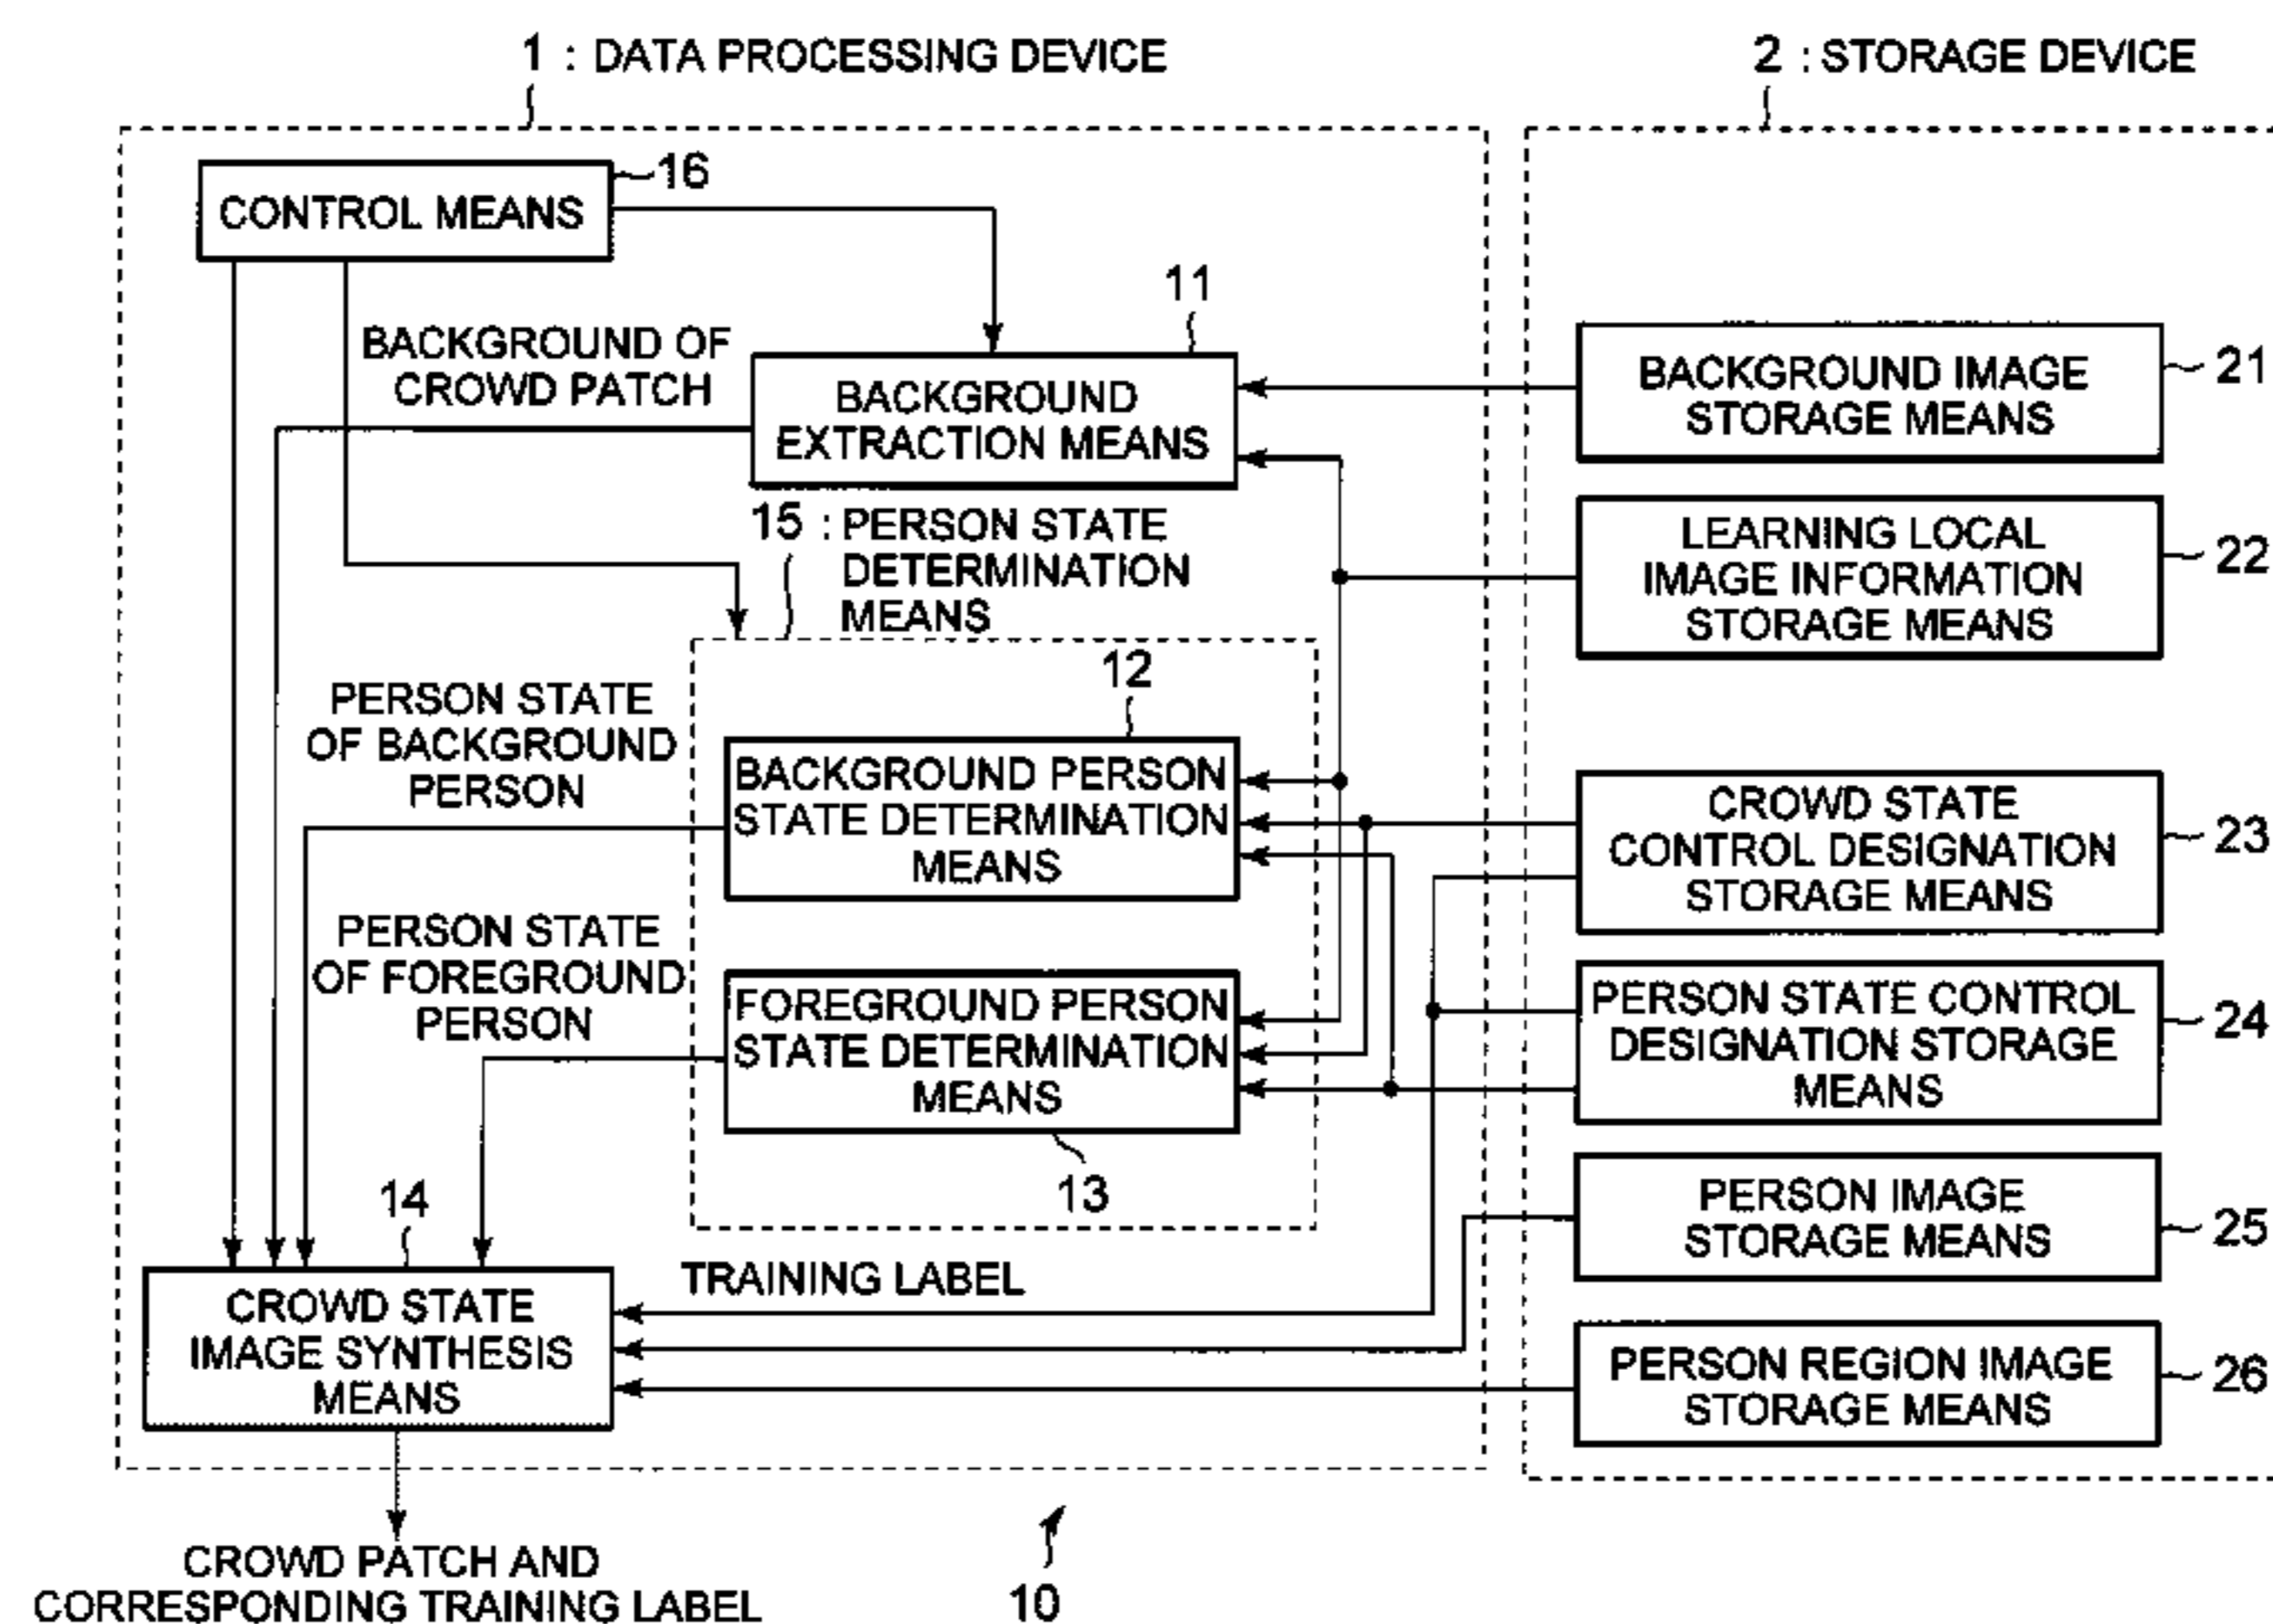 1 : DATA PROCESSING DEVICE
2 : STORAGE DEVICE
16
CONTROL MEANS
11
BACKGROUND OF
CROWD PATCH
BACKGROUND
EXTRACTION MEANS
BACKGROUND IMAGE
STORAGE MEANS
21
15 : PERSON STATE
DETERMINATION
MEANS
LEARNING LOCAL
IMAGE INFORMATION
STORAGE MEANS
22
12
PERSON STATE
OF BACKGROUND
PERSON
BACKGROUND PERSON
STATE DETERMINATION
MEANS
CROWD STATE
CONTROL DESIGNATION
STORAGE MEANS
23
PERSON STATE
OF FOREGROUND
PERSON
FOREGROUND PERSON
STATE DETERMINATION
MEANS
13
PERSON STATE CONTROL
DESIGNATION STORAGE
MEANS
24
PERSON IMAGE
STORAGE MEANS
25
14
CROWD STATE
IMAGE SYNTHESIS
MEANS
TRAINING LABEL
PERSON REGION IMAGE
STORAGE MEANS
26
CROWD PATCH AND
CORRESPONDING TRAINING LABEL
10